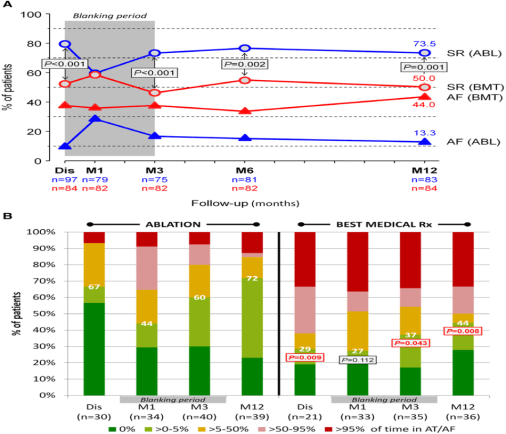 A
Blanking period
100
80
60
40
20
0
% of patients
P<0.001
P<0.001
P=0.002
P=0.001
73.5
50.0
44.0
13.3
SR (ABL)
SR (BMT)
AF (BMT)
AF (ABL)
Dis M1 M3 M6 M12
n=97 n=79 n=75 n=81 n=83
n=84 n=82 n=82 n=82 n=84
Follow-up (months)
B
ABLATION BEST MEDICAL Rx
100%
90%
80%
70%
60%
50%
40%
30%
20%
10%
0%
% of patients
67 44 60 72 29 27 37 44
P=0.009 P=0.112 P=0.043 P=0.008
Blanking period Blanking period
Dis M1 M3 M12 Dis M1 M3 M12
(n=30) (n=34) (n=40) (n=39) (n=21) (n=33) (n=35) (n=36)
0% >0-5% >5-50% >50-95% >95% of time in AT/AF